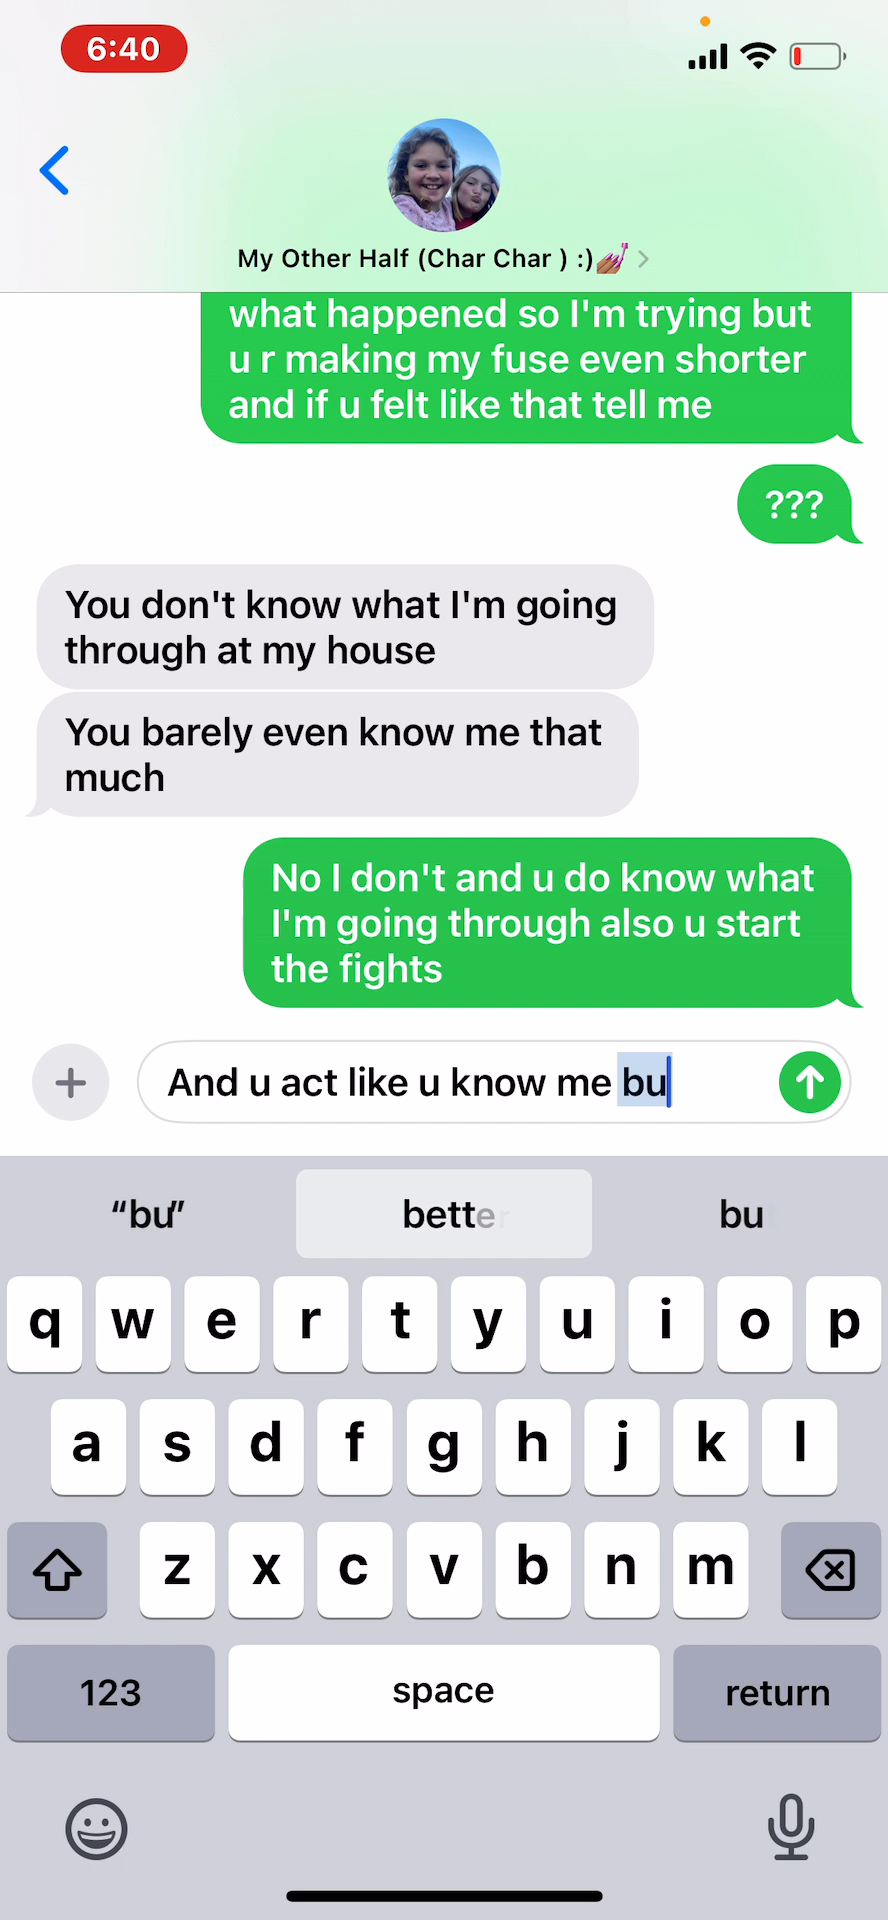 6:40
My Other Half (Char Char ) :)💅🏽
what happened so I'm trying but
u r making my fuse even shorter
and if u felt like that tell me
???
You don't know what I'm going
through at my house
You barely even know me that
much
No I don't and u do know what
I'm going through also u start
the fights
And u act like u know me bu
“bu” better bu
q w e r t y u i o p
a s d f g h j k l
z x c v b n m
123 space return